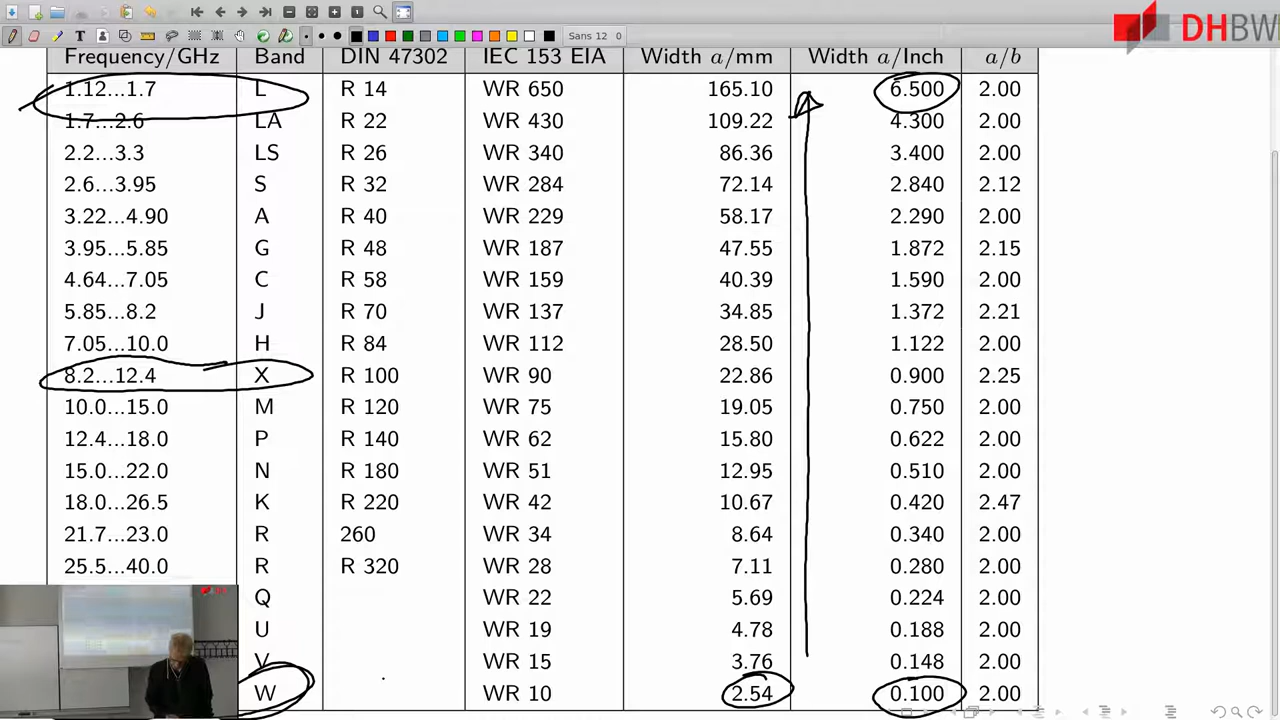 DHBW
Sans 12 0
Frequency/GHz Band DIN 47302 IEC 153 EIA Width a/mm Width a/Inch a/b
1.12...1.7 L R 14 WR 650 165.10 6.500 2.00
1.7...2.6 LA R 22 WR 430 109.22 4.300 2.00
2.2...3.3 LS R 26 WR 340 86.36 3.400 2.00
2.6...3.95 S R 32 WR 284 72.14 2.840 2.12
3.22...4.90 A R 40 WR 229 58.17 2.290 2.00
3.95...5.85 G R 48 WR 187 47.55 1.872 2.15
4.64...7.05 C R 58 WR 159 40.39 1.590 2.00
5.85...8.2 J R 70 WR 137 34.85 1.372 2.21
7.05...10.0 H R 84 WR 112 28.50 1.122 2.00
8.2...12.4 X R 100 WR 90 22.86 0.900 2.25
10.0...15.0 M R 120 WR 75 19.05 0.750 2.00
12.4...18.0 P R 140 WR 62 15.80 0.622 2.00
15.0...22.0 N R 180 WR 51 12.95 0.510 2.00
18.0...26.5 K R 220 WR 42 10.67 0.420 2.47
21.7...23.0 R 260 WR 34 8.64 0.340 2.00
25.5...40.0 R R 320 WR 28 7.11 0.280 2.00
Q WR 22 5.69 0.224 2.00
U WR 19 4.78 0.188 2.00
V WR 15 3.76 0.148 2.00
W WR 10 2.54 0.100 2.00